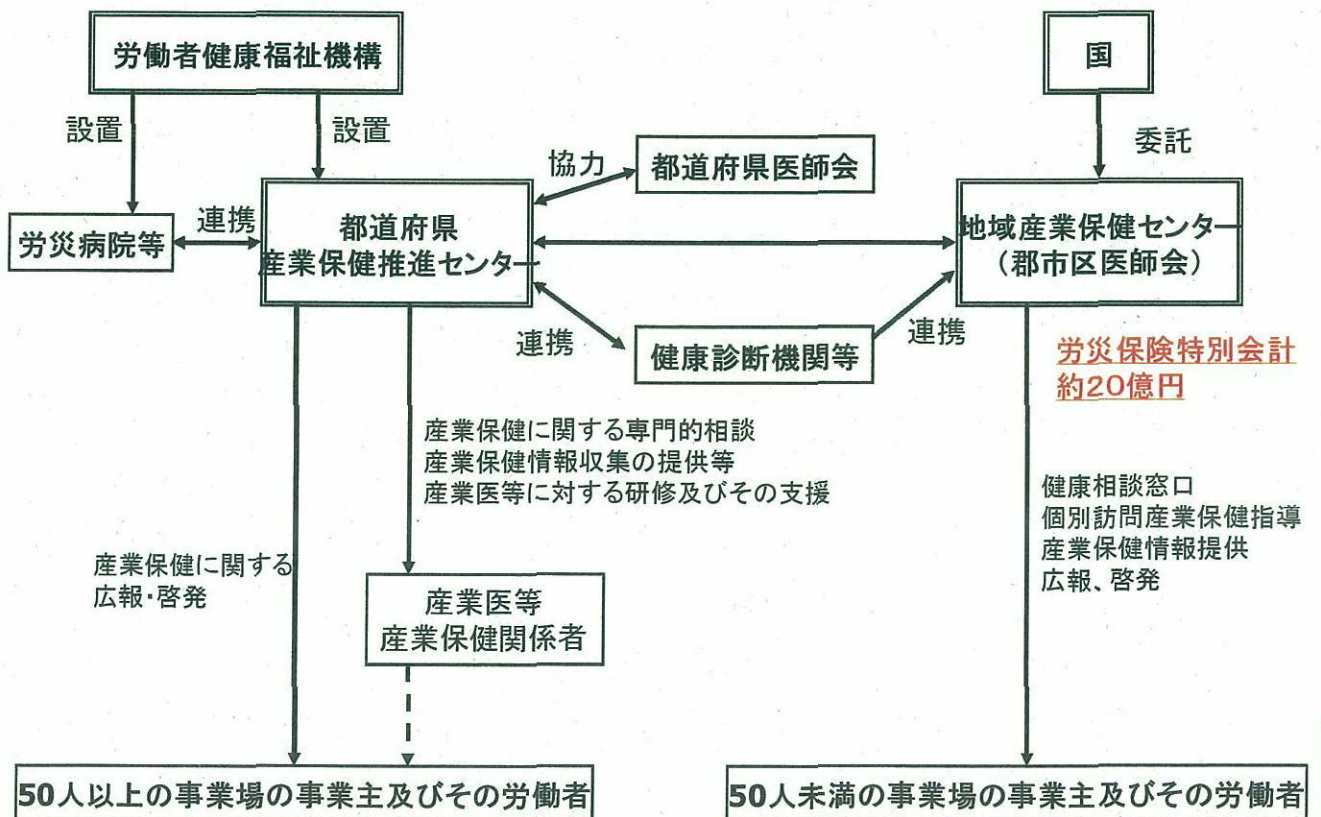 労働者健康福祉機構
国
設置
設置
委託
協力
都道府県医師会
労災病院等
連携
都道府県
産業保健推進センター
地域産業保健センター
(郡市区医師会)
連携
健康診断機関等
連携
労災保険特別会計
約20億円
産業保健に関する専門的相談
産業保健情報収集の提供等
産業医等に対する研修及びその支援
健康相談窓口
個別訪問産業保健指導
産業保健情報提供
広報、啓発
産業保健に関する
広報・啓発
産業医等
産業保健関係者
50人以上の事業場の事業主及びその労働者
50人未満の事業場の事業主及びその労働者